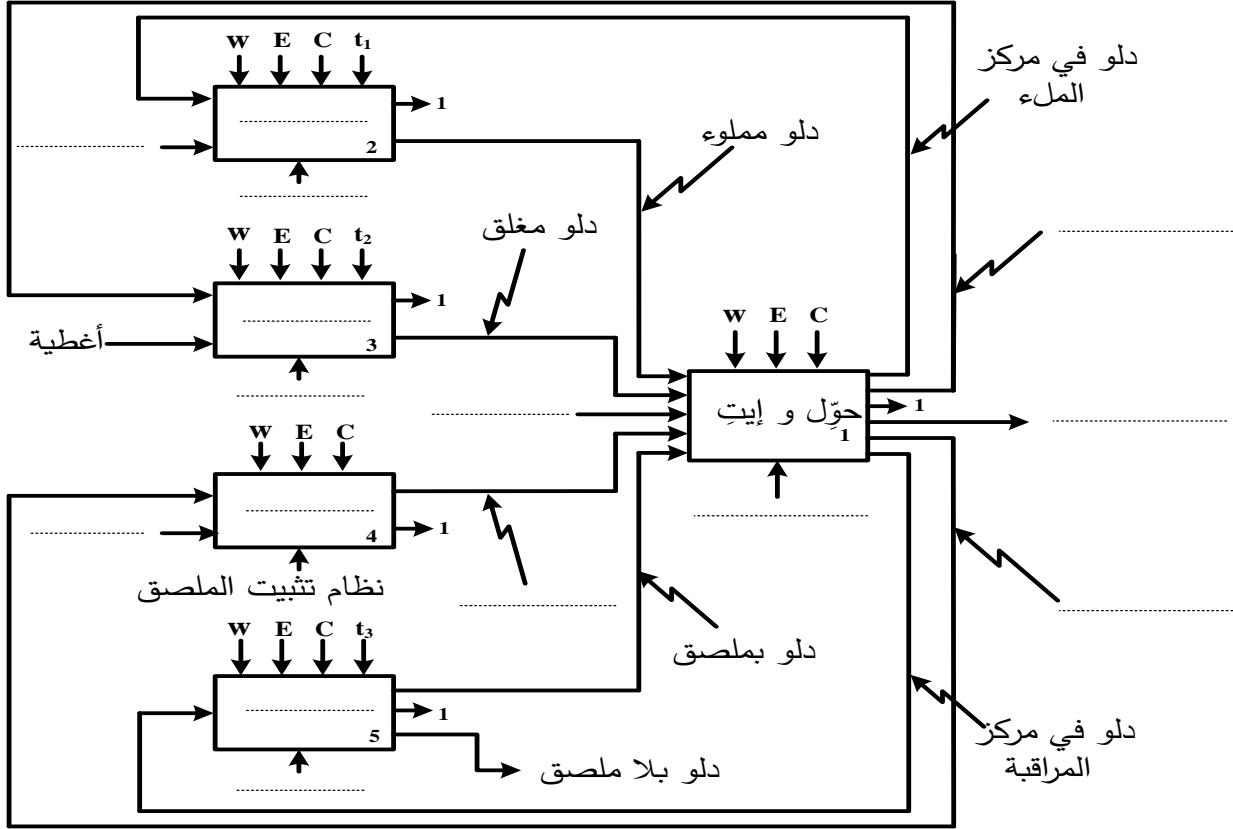 W E C t₁
1
2
W E C t₂
1
أغطية
3
W E C
4
1
نظام تثبيت الملصق
W E C t₃
1
5
دلو بلا ملصق
دلو مملوء
دلو مغلق
دلو بملصق
W E C
حوِّل و إيتِ
1
1
دلو في مركز
الملء
دلو في مركز
المراقبة